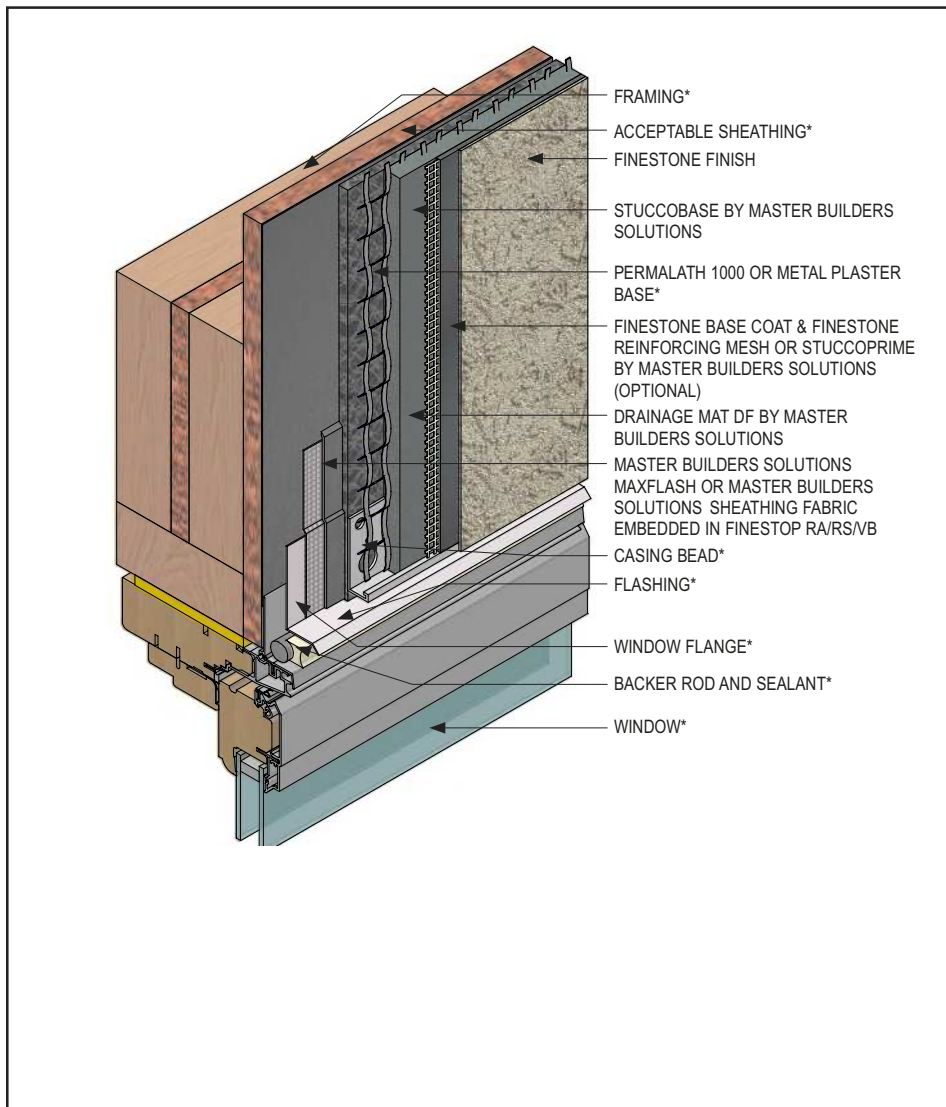 FRAMING*
ACCEPTABLE SHEATHING*
FINESTONE FINISH
STUCCOBASE BY MASTER BUILDERS
SOLUTIONS
PERMALATH 1000 OR METAL PLASTER
BASE*
FINESTONE BASE COAT & FINESTONE
REINFORCING MESH OR STUCCOPRIME
BY MASTER BUILDERS SOLUTIONS
(OPTIONAL)
DRAINAGE MAT DF BY MASTER
BUILDERS SOLUTIONS
MASTER BUILDERS SOLUTIONS
MAXFLASH OR MASTER BUILDERS
SOLUTIONS SHEATHING FABRIC
EMBEDDED IN FINESTOP RA/RS/VB
CASING BEAD*
FLASHING*
WINDOW FLANGE*
BACKER ROD AND SEALANT*
WINDOW*